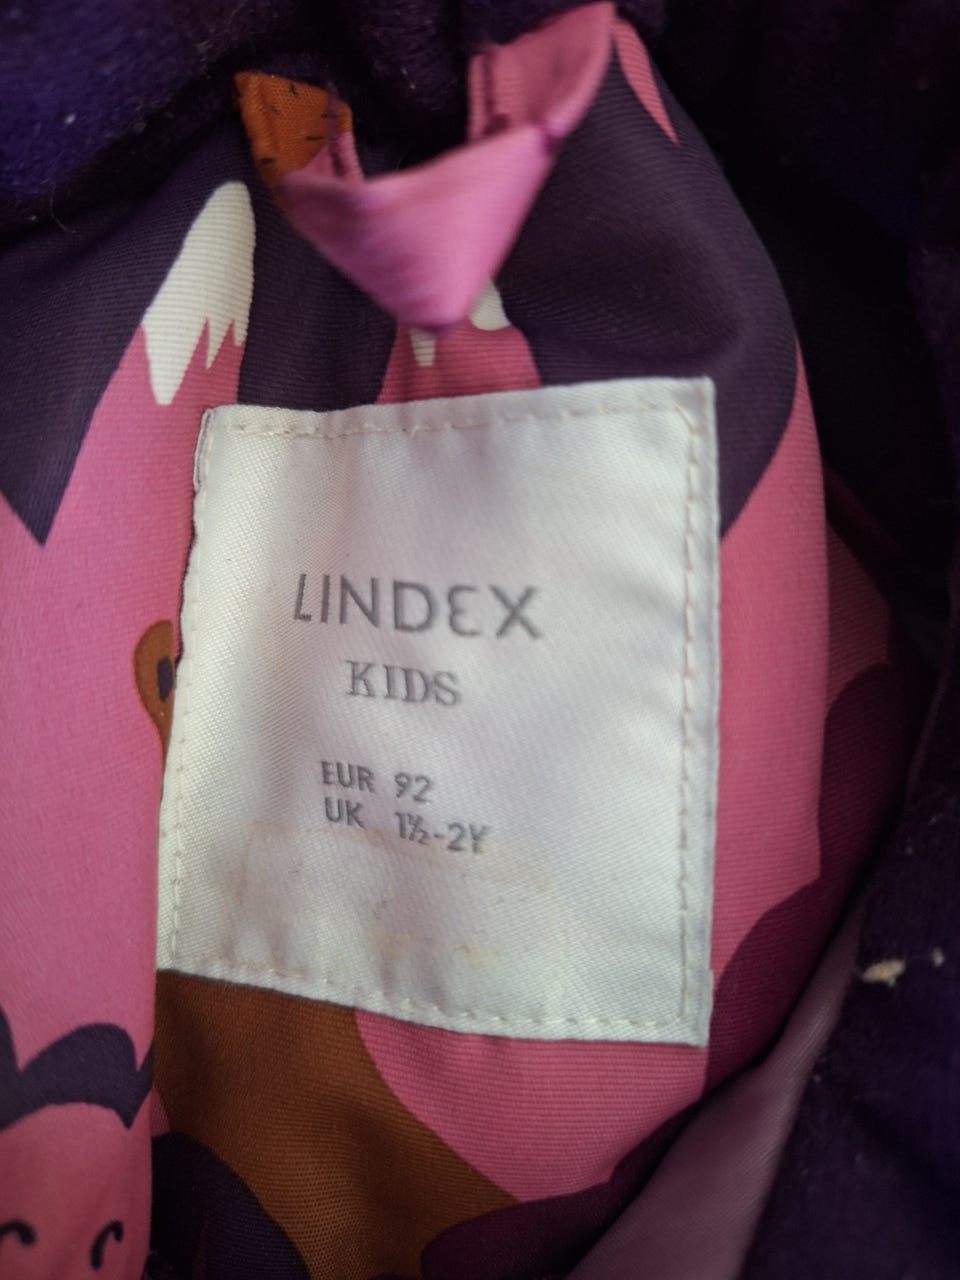 LINDEX
KIDS
EUR 92
UK 1½-2Y